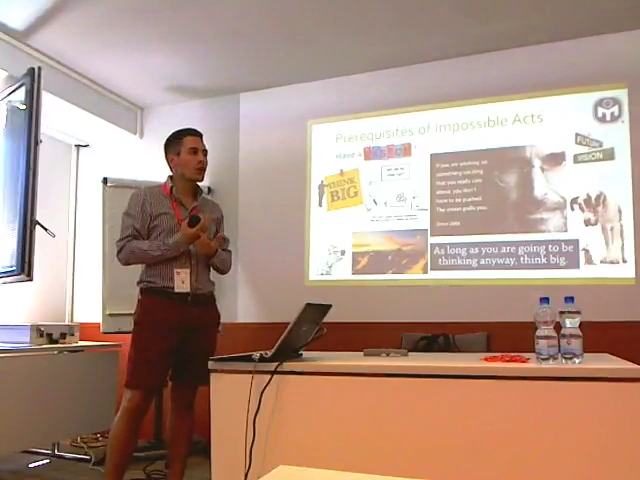 Prerequisites of Impossible Acts
Have a
THINK
BIG
If you are working on
something exciting
that you really care
about, you don't
have to be pushed.
The vision pulls you.
Steve Jobs
FUTURE
VISION
As long as you are going to be
thinking anyway, think big.